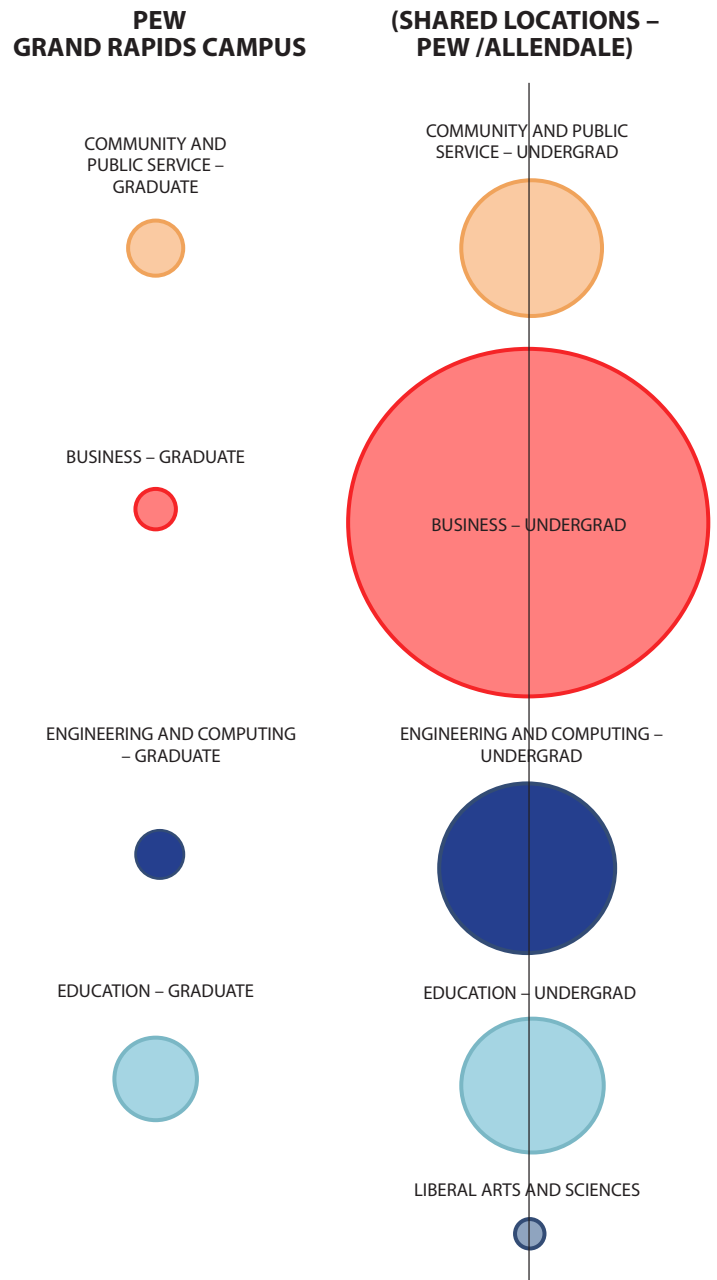 PEW
GRAND RAPIDS CAMPUS
(SHARED LOCATIONS –
PEW /ALLENDALE)
COMMUNITY AND
PUBLIC SERVICE –
GRADUATE
COMMUNITY AND PUBLIC
SERVICE – UNDERGRAD
BUSINESS – GRADUATE
BUSINESS – UNDERGRAD
ENGINEERING AND COMPUTING
– GRADUATE
ENGINEERING AND COMPUTING –
UNDERGRAD
EDUCATION – GRADUATE
EDUCATION – UNDERGRAD
LIBERAL ARTS AND SCIENCES